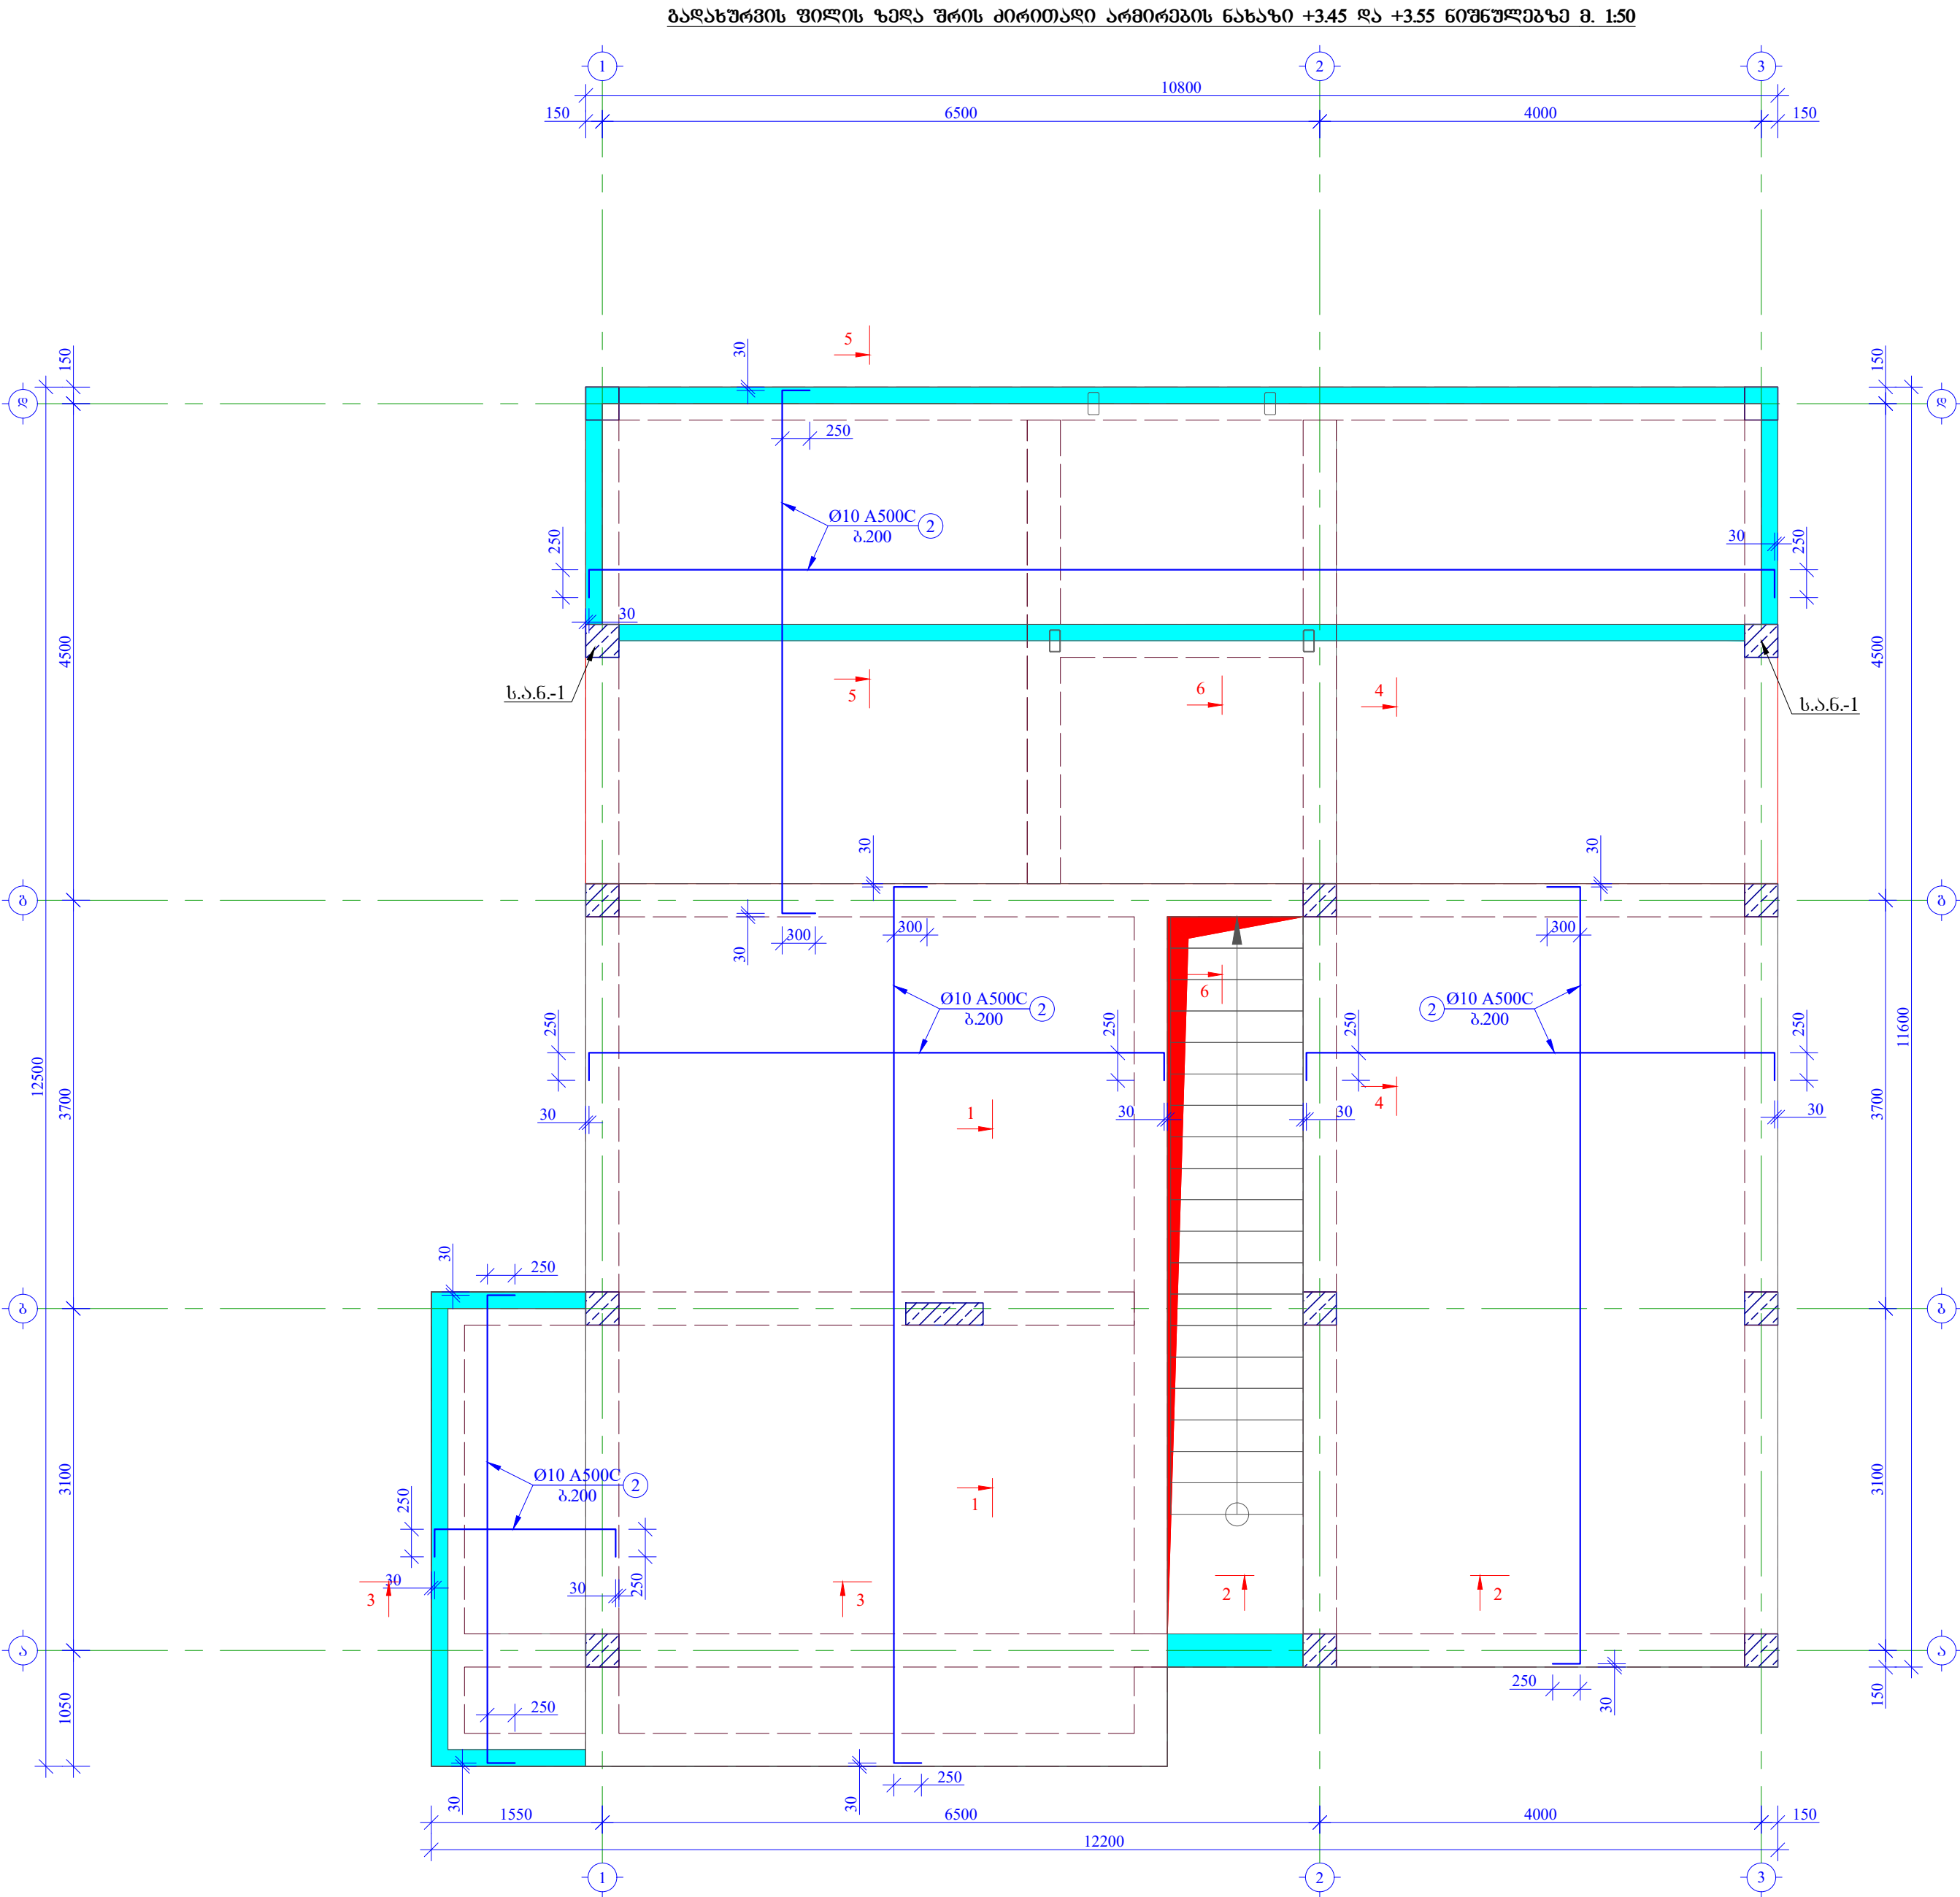 გადახურვის ფილის ზედა შრის ძირითადი არმირების ნახაზი +3.45 და +3.55 ნიშნულებზე მ. 1:50
1 2 3
10800
150 6500 4000 150
5
150 30 150
დ დ
250
Ø10 A500C 2
ბ.200
250 30 250
30
4500 4500
ს.ა.ნ.-1 5 6 4 ს.ა.ნ.-1
30 30
გ გ
30 300 300 300
6
Ø10 A500C 2
ბ.200
2 Ø10 A500C
ბ.200
250 250 250 250
11600
12500 3700 3700
4
1
30 30 30 30
30 250
ბ ბ
Ø10 A500C 2
ბ.200
3100 3100
1
250
30 30 250
3 3 2 2
ა ა
250 30 150
1050 250
30 30 250
1550 6500 4000 150
12200
1 2 3